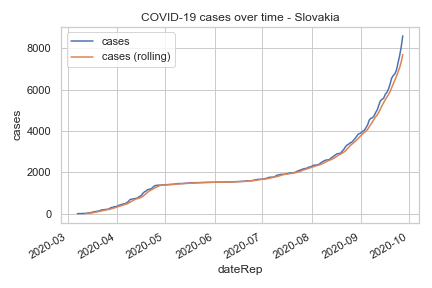 COVID-19 cases over time - Slovakia
cases
cases (rolling)
8000
6000
4000
2000
0
cases
2020-03
2020-04
2020-05
2020-06
2020-07
2020-08
2020-09
2020-10
dateRep